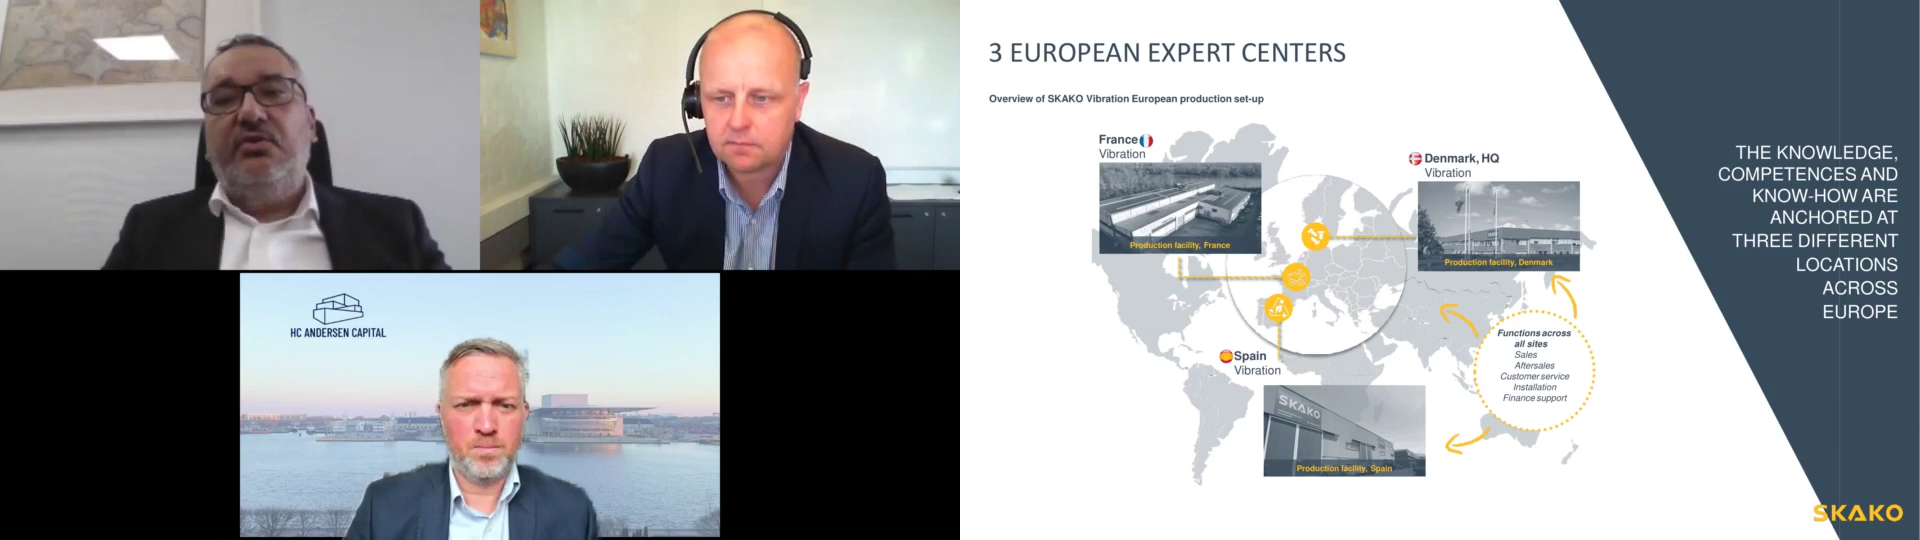 HC ANDERSEN CAPITAL
3 EUROPEAN EXPERT CENTERS
Overview of SKAKO Vibration European production set-up
France
Vibration
Production facility, France
Denmark, HQ
Vibration
Production facility, Denmark
Spain
Vibration
SKAKO
Production facility, Spain
Functions across
all sites
Sales
Aftersales
Customer service
Installation
Finance support
THE KNOWLEDGE,
COMPETENCES AND
KNOW-HOW ARE
ANCHORED AT
THREE DIFFERENT
LOCATIONS
ACROSS
EUROPE
SKAKO